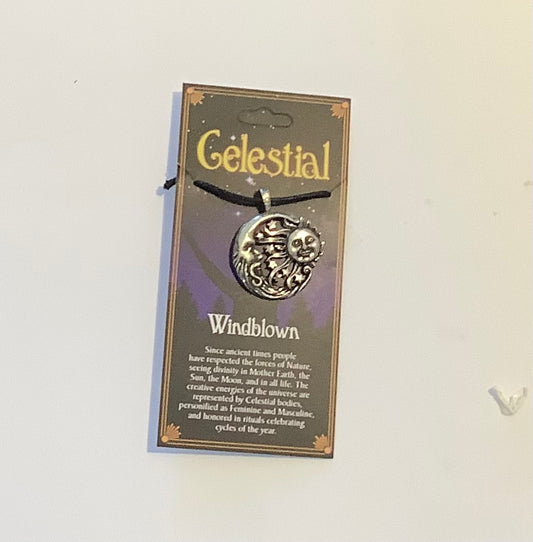 Celestial
Windblown
Since ancient times people
have respected the forces of Nature,
seeing divinity in Mother Earth, the
Sun, the Moon, and in all life. The
creative energies of the universe are
represented by Celestial bodies,
personified as Feminine and Masculine,
and honored in rituals celebrating
cycles of the year.